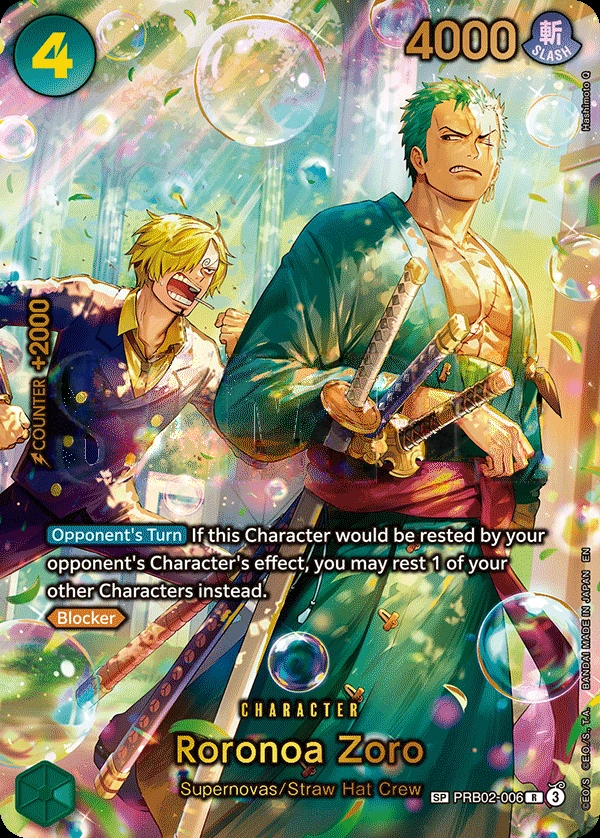 4
4000
斬
SLASH
Hashimoto Q
COUNTER +2000
Opponent's Turn If this Character would be rested by your
opponent's Character's effect, you may rest 1 of your
other Characters instead.
Blocker
CHARACTER
Roronoa Zoro
Supernovas/Straw Hat Crew
SP PRB02-006 R 3
©E.O./S. ©E.O./S., T.A. BANDAI MADE IN JAPAN EN